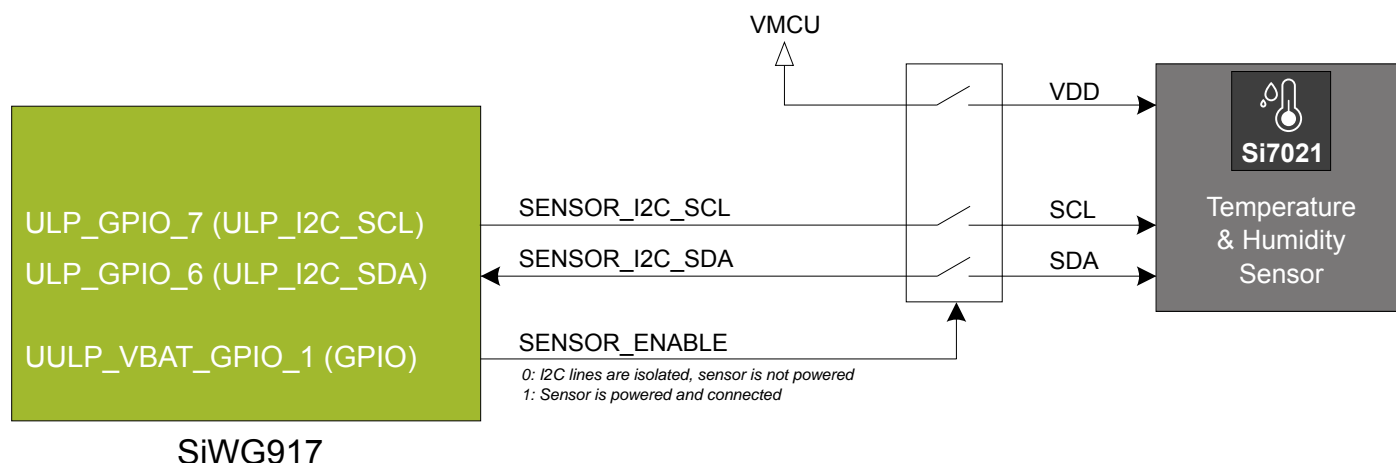 VMCU
VDD
Si7021
ULP_GPIO_7 (ULP_I2C_SCL)
SENSOR_I2C_SCL
SCL
Temperature
& Humidity
Sensor
ULP_GPIO_6 (ULP_I2C_SDA)
SENSOR_I2C_SDA
SDA
UULP_VBAT_GPIO_1 (GPIO)
SENSOR_ENABLE
0: I2C lines are isolated, sensor is not powered
1: Sensor is powered and connected
SiWG917